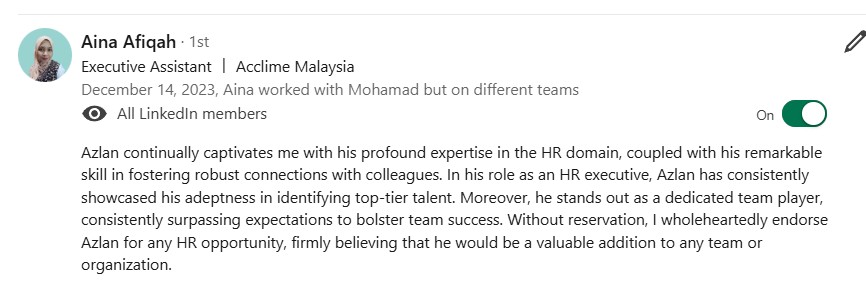 Aina Afiqah · 1st
Executive Assistant | Acclime Malaysia
December 14, 2023, Aina worked with Mohamad but on different teams
All LinkedIn members
On
Azlan continually captivates me with his profound expertise in the HR domain, coupled with his remarkable
skill in fostering robust connections with colleagues. In his role as an HR executive, Azlan has consistently
showcased his adeptness in identifying top-tier talent. Moreover, he stands out as a dedicated team player,
consistently surpassing expectations to bolster team success. Without reservation, I wholeheartedly endorse
Azlan for any HR opportunity, firmly believing that he would be a valuable addition to any team or
organization.